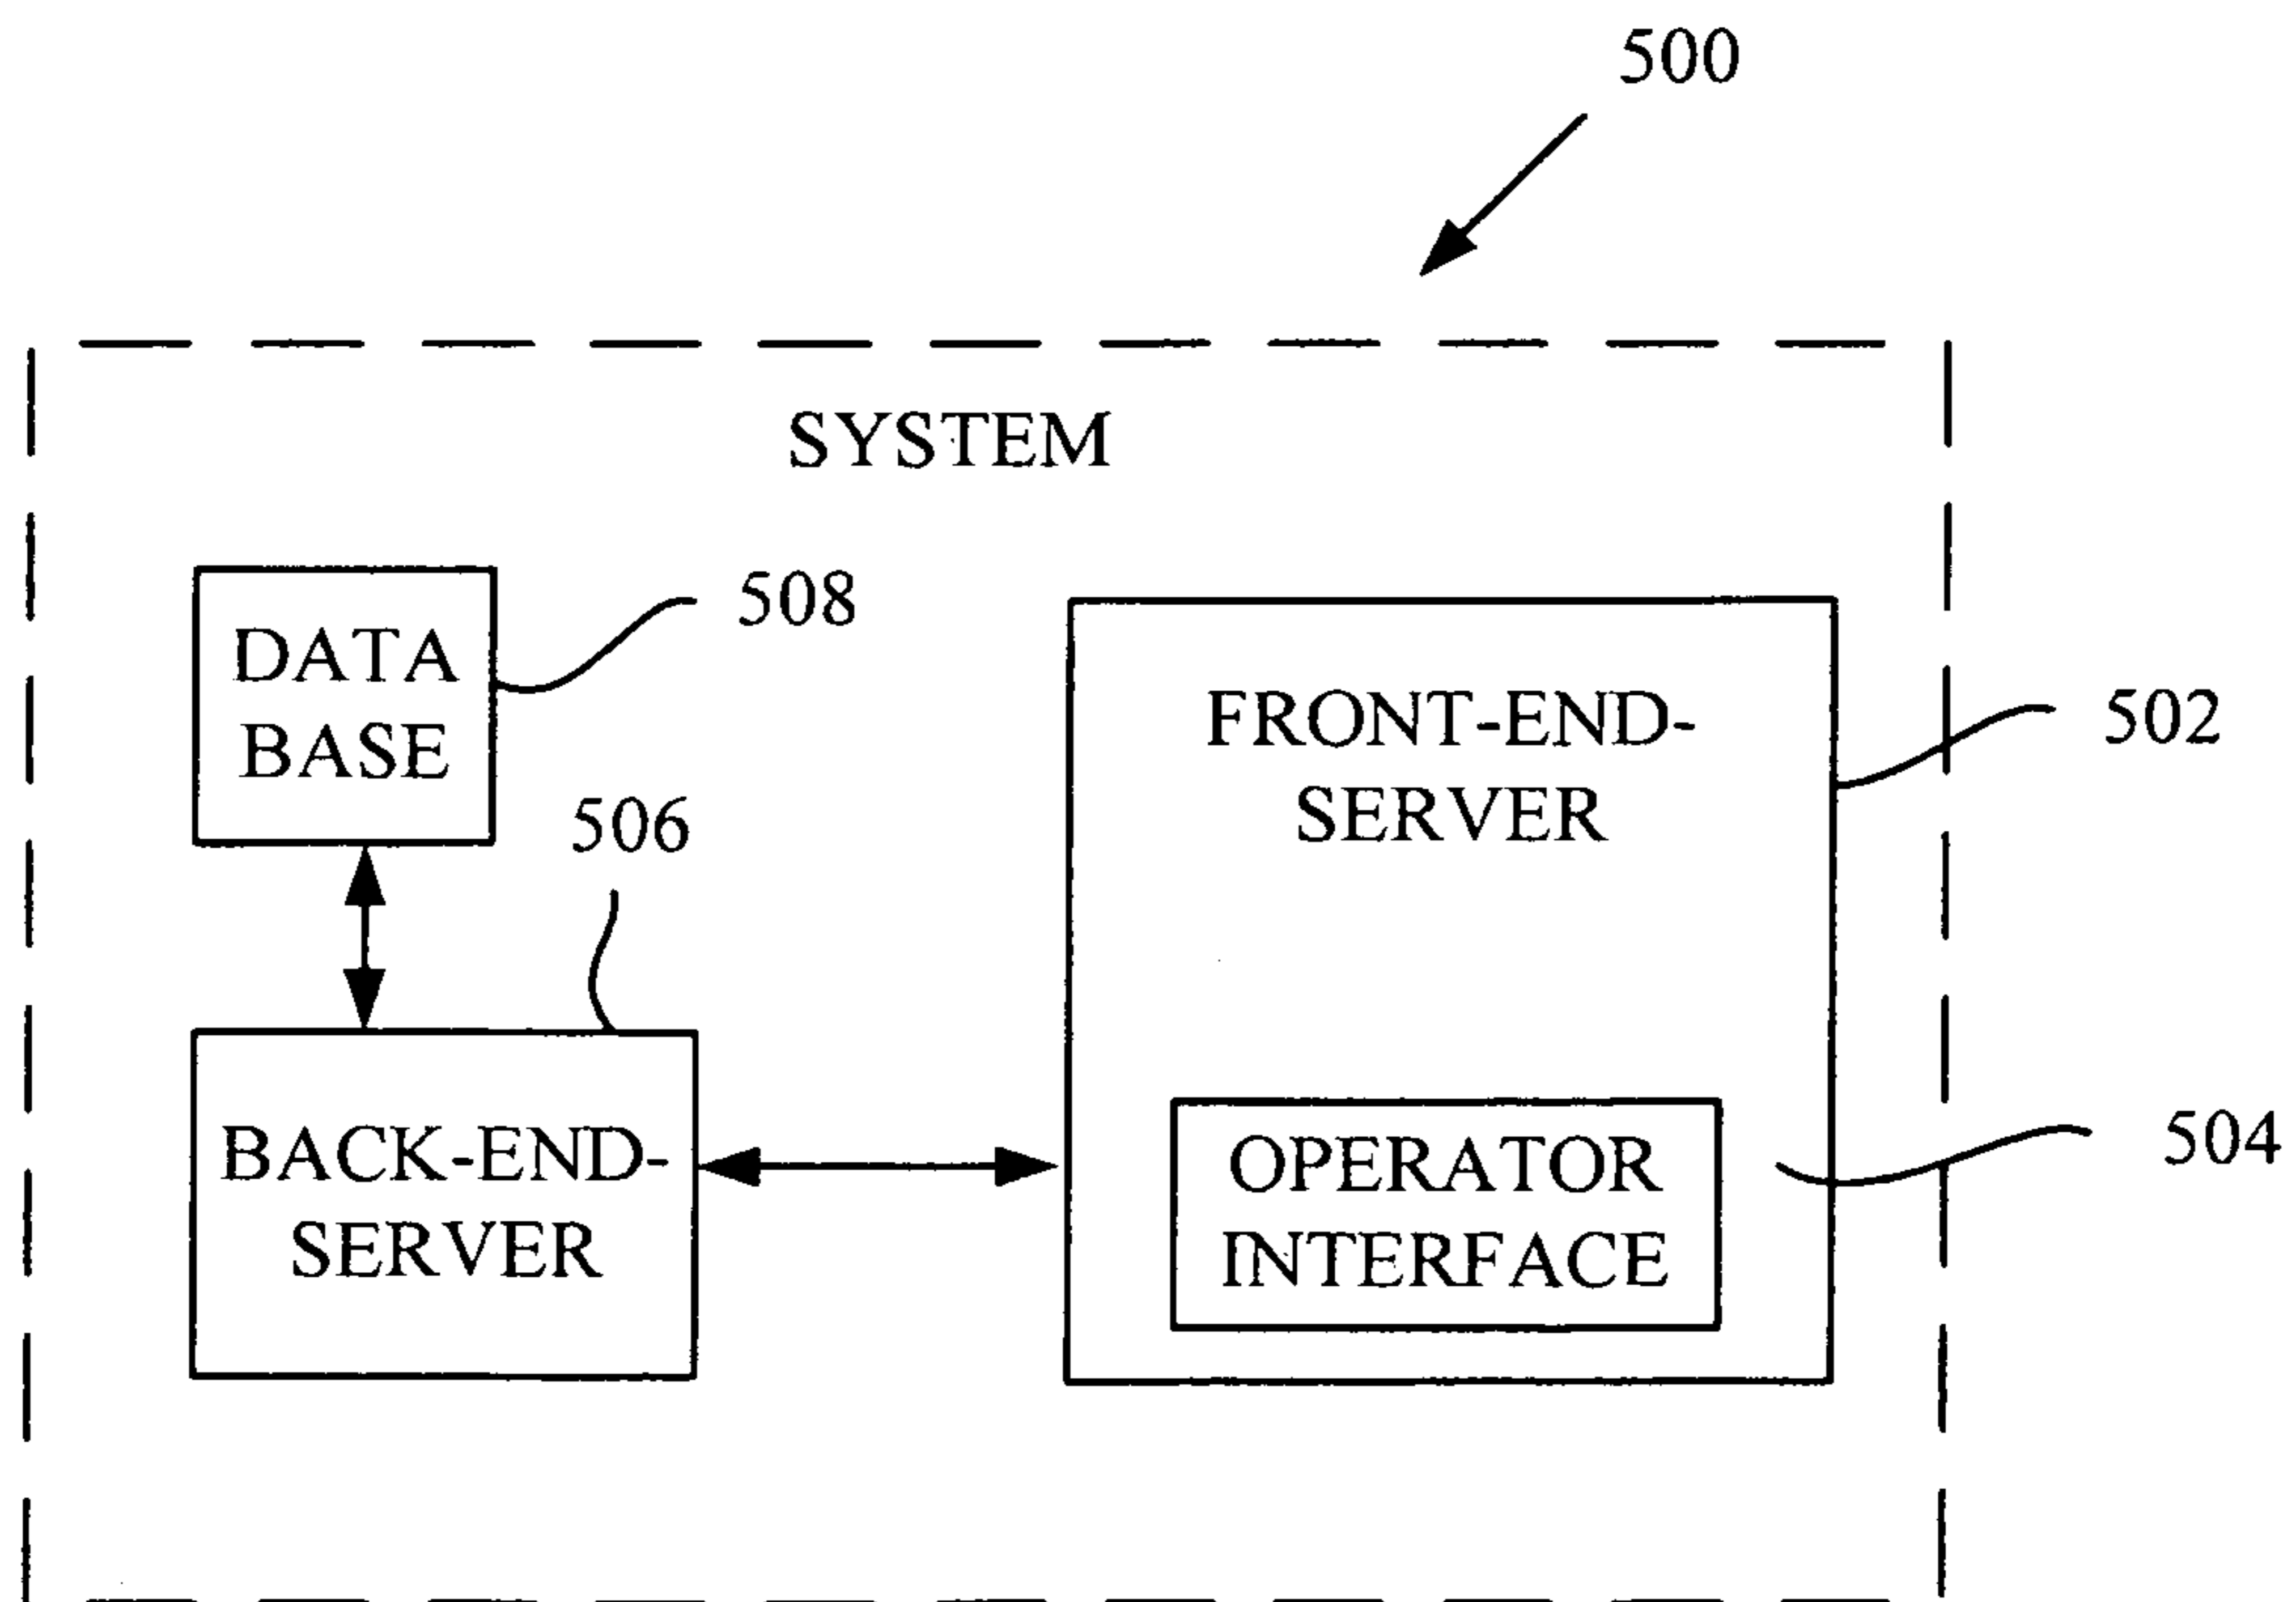 500
SYSTEM
DATA
BASE
508
FRONT-END-
SERVER
502
506
BACK-END-
SERVER
OPERATOR
INTERFACE
504